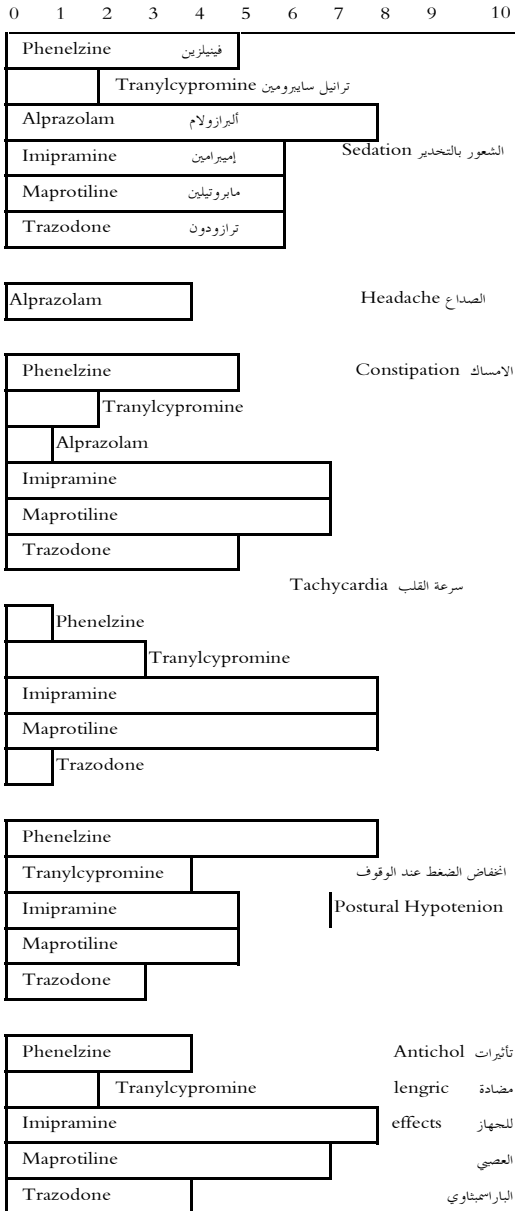 0 1 2 3 4 5 6 7 8 9 10
Phenelzine فينيلزين
Tranylcypromine ترانيل سايبرومين
Alprazolam ألبرازولام
Imipramine إميبرامين
Sedation الشعور بالتخدير
Maprotiline مابروتيلين
Trazodone ترازودون
Alprazolam
Headache الصداع
Phenelzine
Constipation الامساك
Tranylcypromine
Alprazolam
Imipramine
Maprotiline
Trazodone
Tachycardia سرعة القلب
Phenelzine
Tranylcypromine
Imipramine
Maprotiline
Trazodone
Phenelzine
Tranylcypromine
انخفاض الضغط عند الوقوف
Imipramine
Postural Hypotenion
Maprotiline
Trazodone
Phenelzine
Antichol تأثيرات
Tranylcypromine
lengric مضادة
Imipramine
effects للجهاز
Maprotiline
العصبي
Trazodone
الباراسمبثاوي